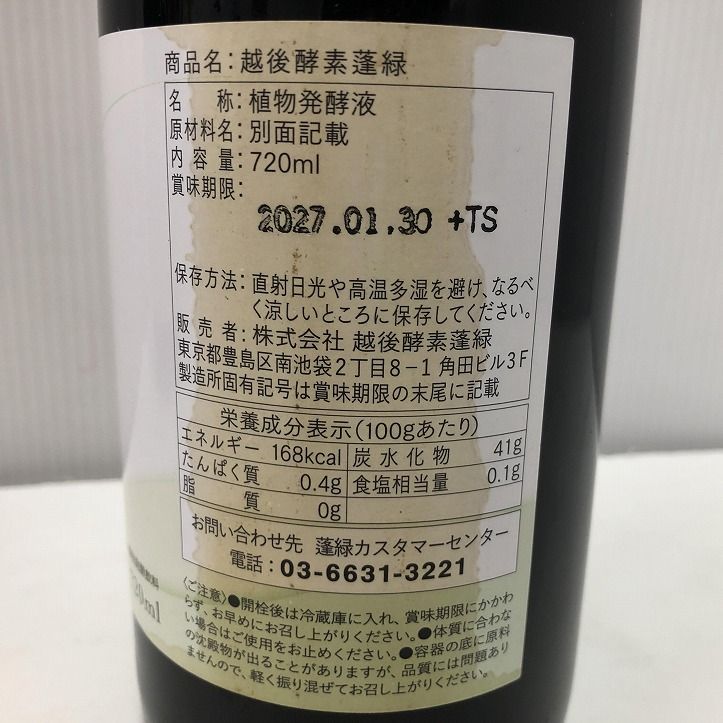 商品名：越後酵素蓬緑
名　　称：植物発酵液
原材料名：別面記載
内 容 量：720ml
賞味期限：
2027.01.30 +TS
保存方法：直射日光や高温多湿を避け、なるべ
く涼しいところに保存してください。
販 売 者：株式会社 越後酵素蓬緑
東京都豊島区南池袋2丁目8-1 角田ビル3F
製造所固有記号は賞味期限の末尾に記載
栄養成分表示（100gあたり）
エネルギー 168kcal 炭水化物 41g
たんぱく質 0.4g 食塩相当量 0.1g
脂　　質 0g
お問い合わせ先 蓬緑カスタマーセンター
電話：03-6631-3221
〈ご注意〉●開栓後は冷蔵庫に入れ、賞味期限にかかわ
らず、お早めにお召し上がりください。●体質に合わな
い場合はご使用をお止めください。●容器の底に原料
の沈殿物が出ることがありますが、品質には問題あり
ませんので、軽く振り混ぜてお召し上がりください。
720ml